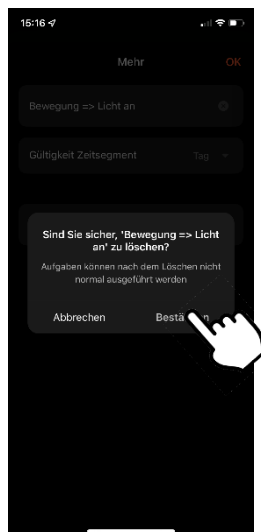 15:16
Mehr
OK
Bewegung => Licht an
Gültigkeit Zeitsegment
Tag
Sind Sie sicher, 'Bewegung => Licht
an' zu löschen?
Aufgaben können nach dem Löschen nicht
normal ausgeführt werden
Abbrechen